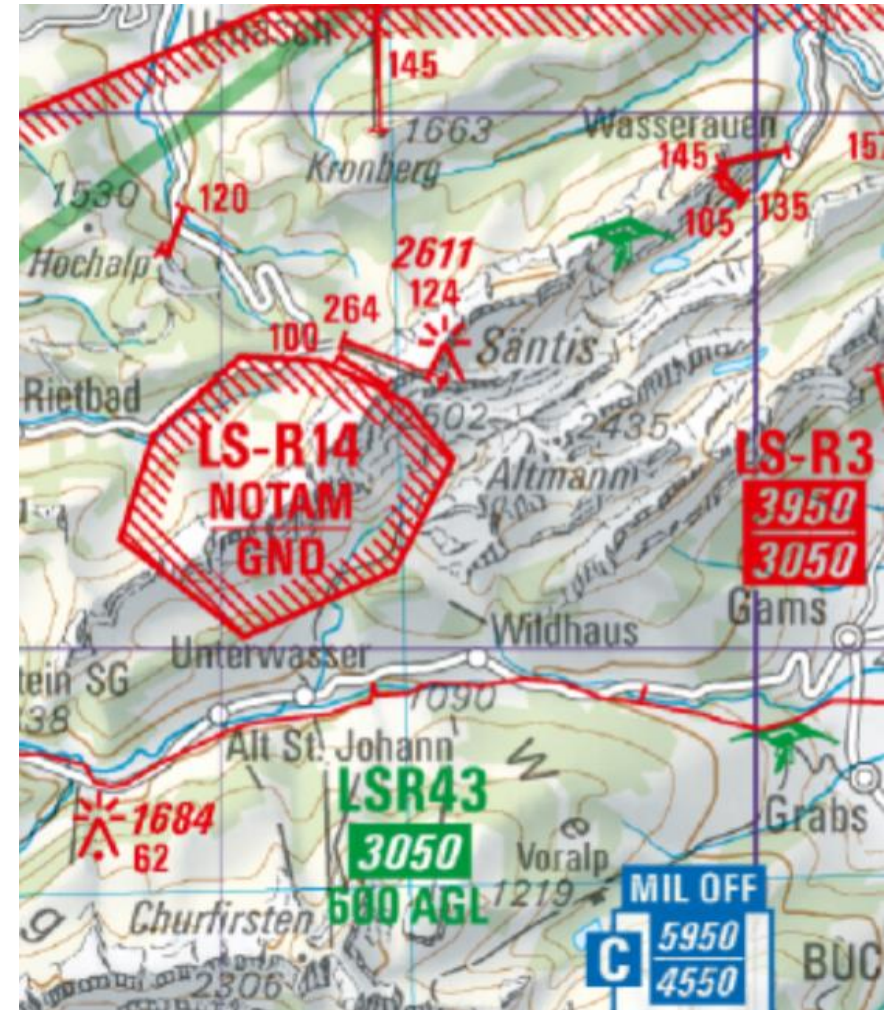 Urnäsch
145
1663
Kronberg
Wasserauen
145
157
1530
120
105
135
Hochalp
2611
124
264
100
Säntis
Rietbad
2502
2435
LS-R14
NOTAM
GND
Altmann
LS-R3
3950
3050
Gams
Wildhaus
Unterwasser
tein SG
38
1090
Alt St. Johann
W
e
LSR43
3050
600 AGL
1684
62
Grabs
Voralp
1219
MIL OFF
C
5950
4550
g
Churfirsten
2306
BUC